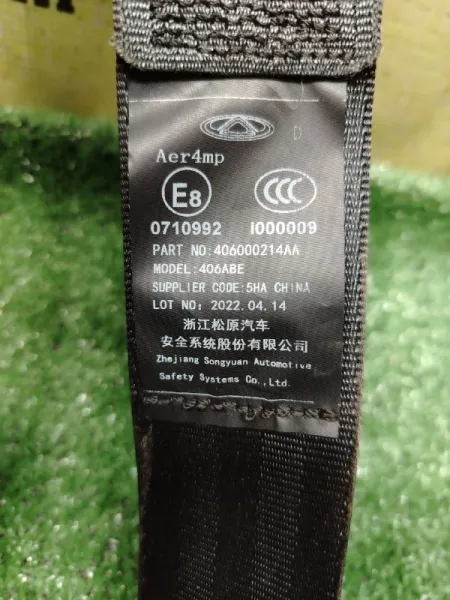 Aer4mp
E8 CCC
0710992 I000009
PART NO:406000214AA
MODEL:406ABE
SUPPLIER CODE:5HA CHINA
LOT NO: 2022.04.14
浙江松原汽车
安全系统股份有限公司
Zhejiang Songyuan Automotive
Safety Systems Co.,Ltd.